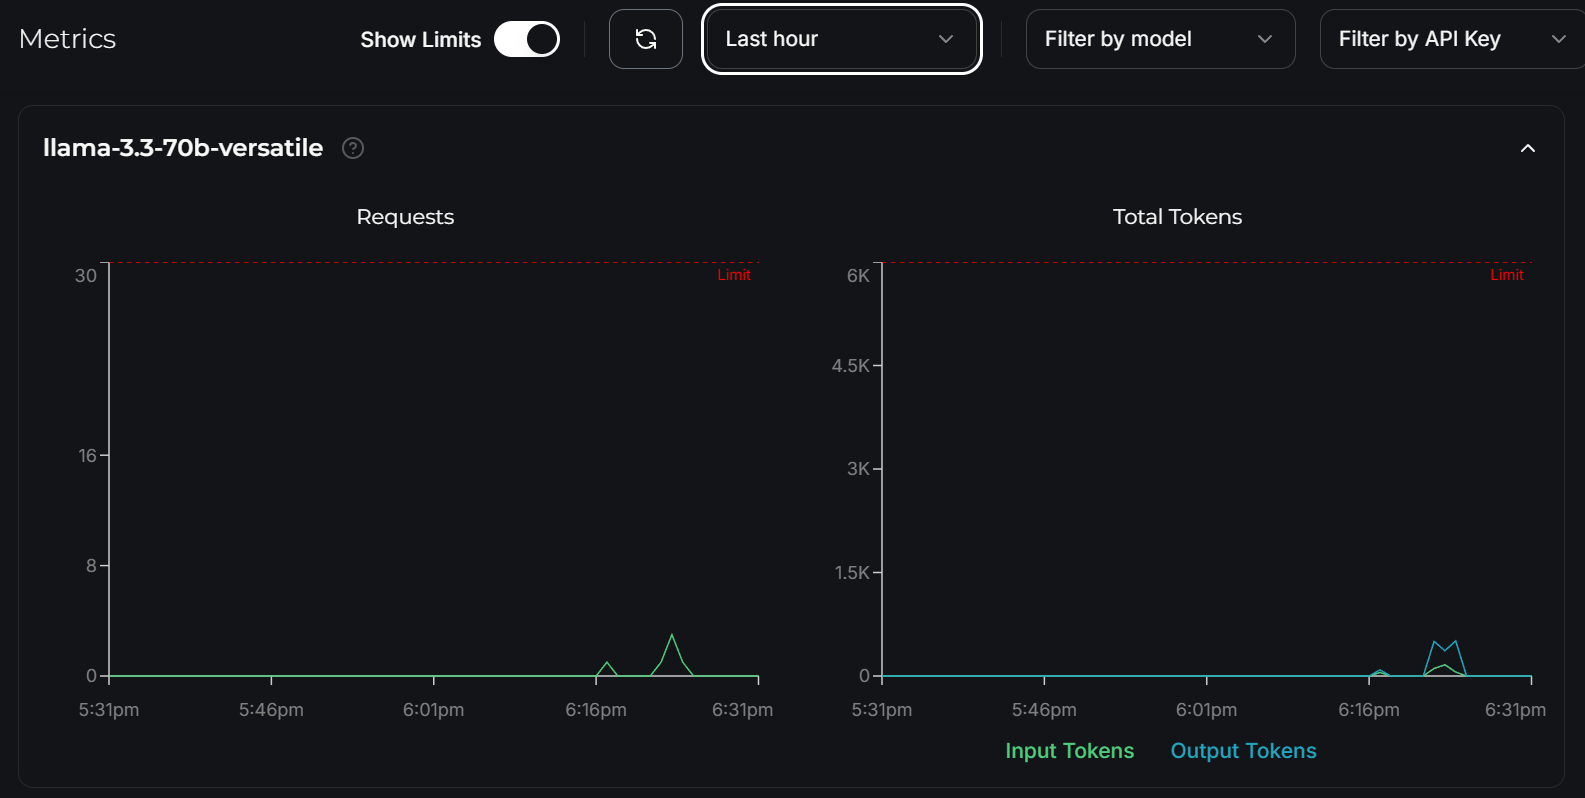 Metrics
Show Limits
Last hour
Filter by model
Filter by API Key
llama-3.3-70b-versatile
?
Requests
30
Limit
16
8
0
5:31pm 5:46pm 6:01pm 6:16pm 6:31pm
Total Tokens
6K
Limit
4.5K
3K
1.5K
0
5:31pm 5:46pm 6:01pm 6:16pm 6:31pm
Input Tokens Output Tokens